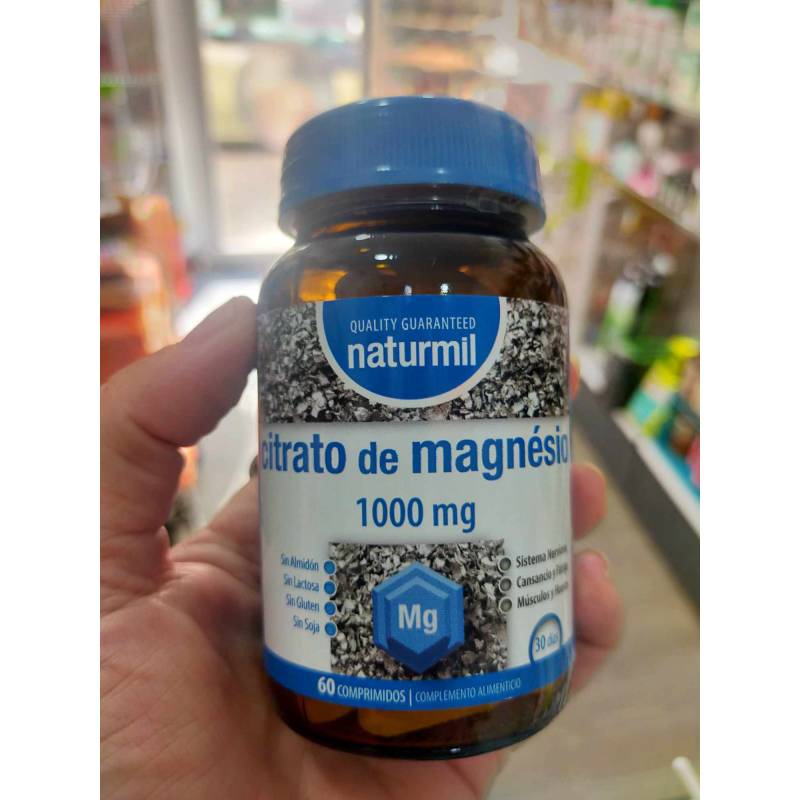 QUALITY GUARANTEED
naturmil
citrato de magnésio
1000 mg
Sin Almidón
Sin Lactosa
Sin Gluten
Sin Soja
Sistema Nervioso
Cansancio y Fatiga
Músculos y Huesos
Mg
30 días
60 COMPRIMIDOS | COMPLEMENTO ALIMENTICIO